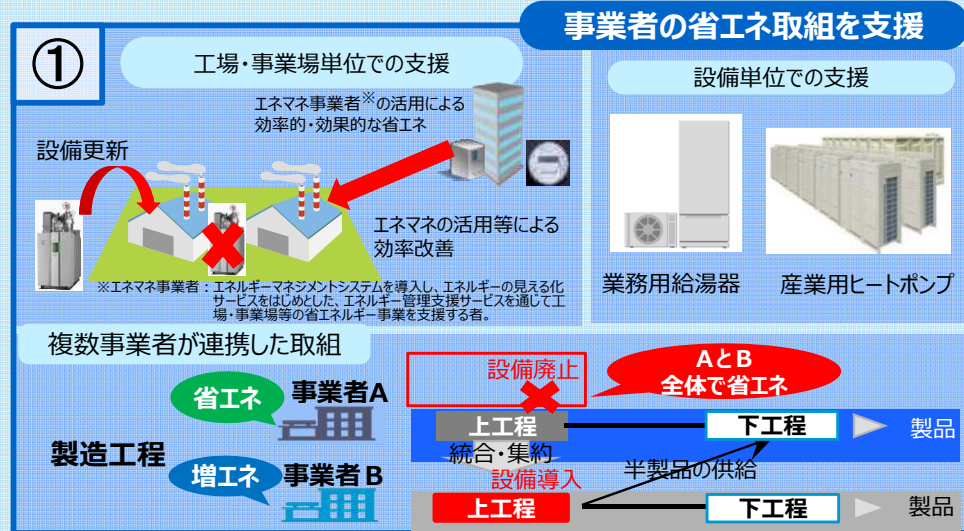 事業者の省エネ取組を支援
①
工場・事業場単位での支援
エネマネ事業者※の活用による
効率的・効果的な省エネ
設備更新
エネマネの活用等による
効率改善
※エネマネ事業者：エネルギーマネジメントシステムを導入し、エネルギーの見える化
サービスをはじめとした、エネルギー管理支援サービスを通じて工
場・事業場等の省エネルギー事業を支援する者。
設備単位での支援
業務用給湯器
産業用ヒートポンプ
複数事業者が連携した取組
製造工程
省エネ
事業者A
増エネ
事業者B
設備廃止
AとB
全体で省エネ
上工程
下工程
製品
統合・集約
設備導入
半製品の供給
上工程
下工程
製品